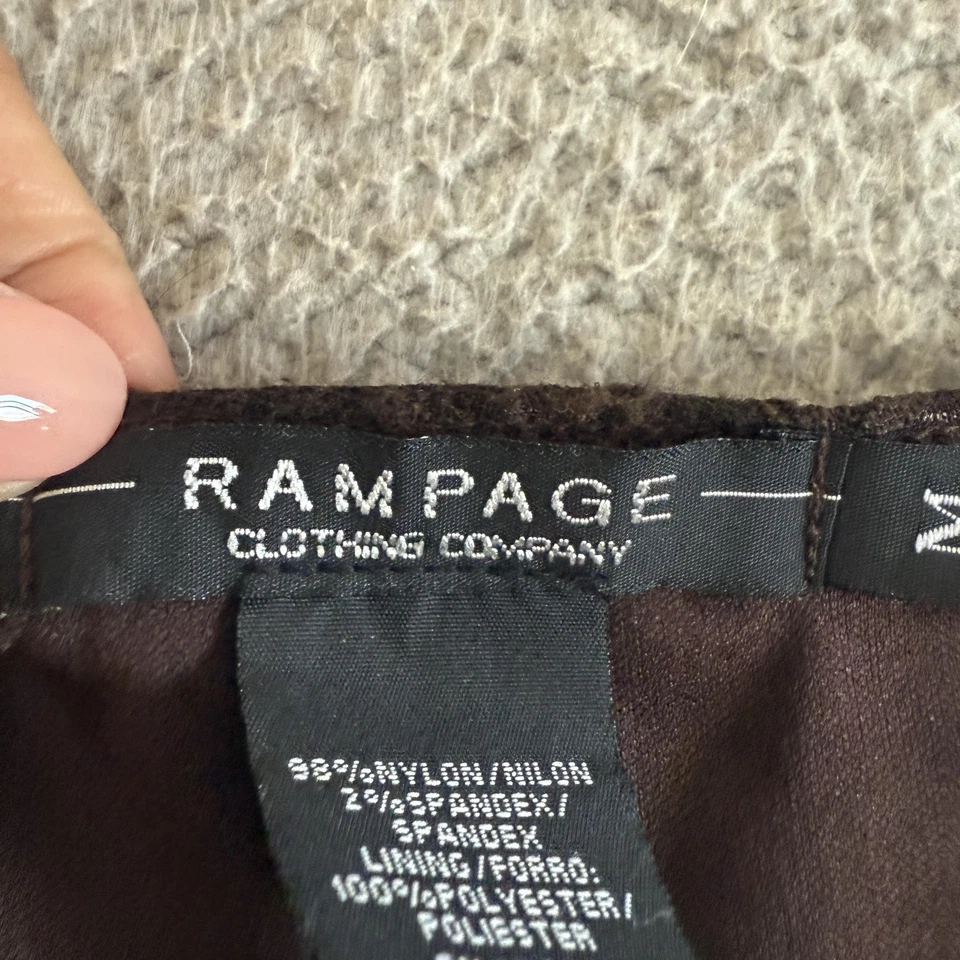 RAMPAGE
CLOTHING COMPANY
M
98%NYLON/NILON
2%SPANDEX/
SPANDEX
LINING/FORRO:
100%POLYESTER/
POLIESTER